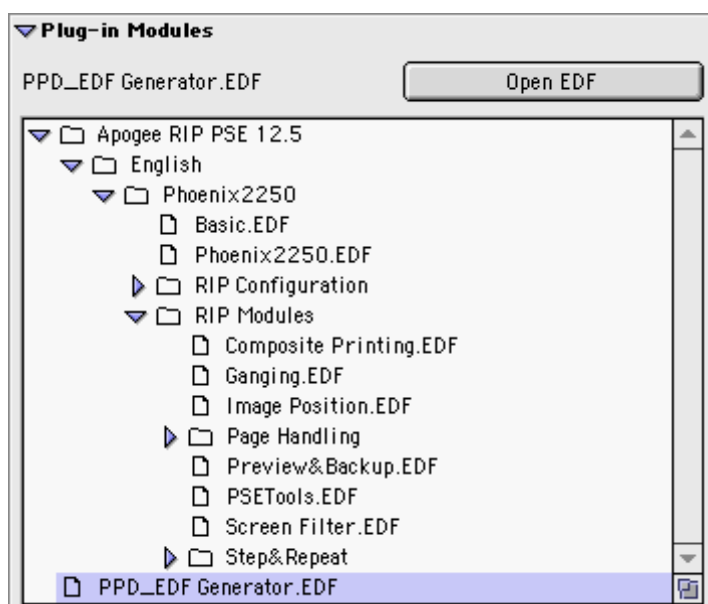 Plug-in Modules
PPD_EDF Generator.EDF Open EDF
Apogee RIP PSE 12.5
English
Phoenix2250
Basic.EDF
Phoenix2250.EDF
RIP Configuration
RIP Modules
Composite Printing.EDF
Ganging.EDF
Image Position.EDF
Page Handling
Preview&Backup.EDF
PSETools.EDF
Screen Filter.EDF
Step&Repeat
PPD_EDF Generator.EDF